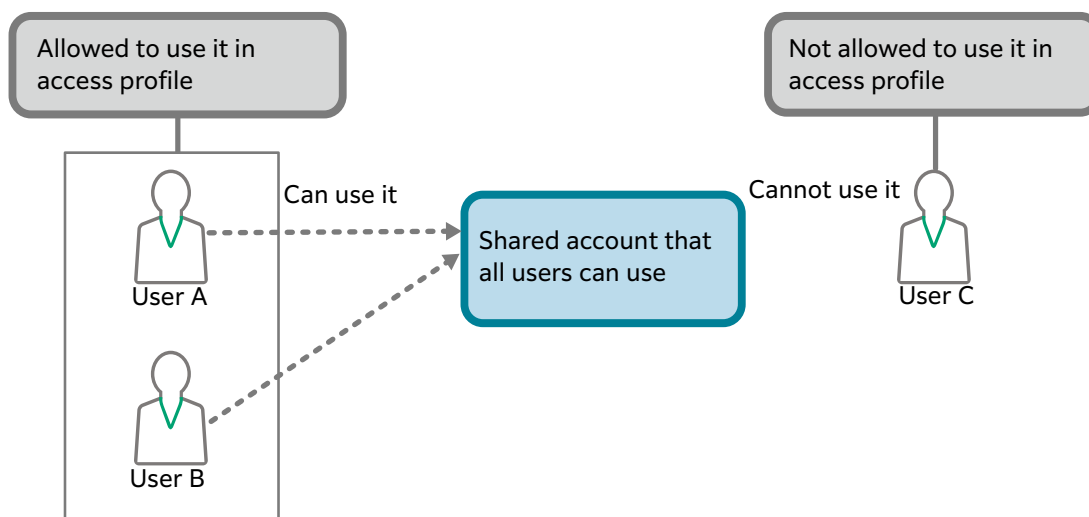 Allowed to use it in
access profile
Not allowed to use it in
access profile
Can use it
Cannot use it
Shared account that
all users can use
User A
User C
User B